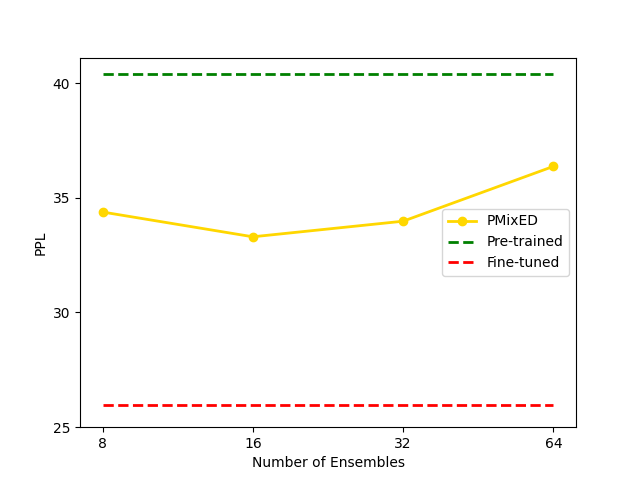 40
35
30
25
PPL
8 16 32 64
Number of Ensembles
PMixED
Pre-trained
Fine-tuned